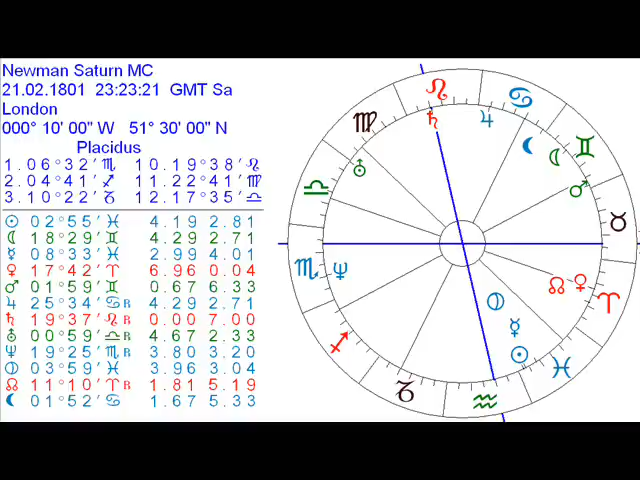 Newman Saturn MC
21.02.1801 23:23:21 GMT Sa
London
000° 10' 00" W 51° 30' 00" N
Placidus
1.06°32'♏ 10.19°38'♌
2.04°41'♐ 11.22°41'♍
3.10°22'♑ 12.17°35'♎
☉ 02°55'♓ 4.19 2.81
☾ 18°29'♊ 4.29 2.71
☿ 08°33'♓ 2.99 4.01
♀ 17°42'♈ 6.96 0.04
♂ 01°59'♊ 0.67 6.33
♃ 25°34'♋R 4.29 2.71
♄ 19°37'♌R 0.00 7.00
⛢ 00°59'♎R 4.67 2.33
♆ 19°25'♏R 3.80 3.20
03°59'♓ 3.96 3.04
☊ 11°10'♈R 1.81 5.19
⚸ 01°52'♋ 1.67 5.33